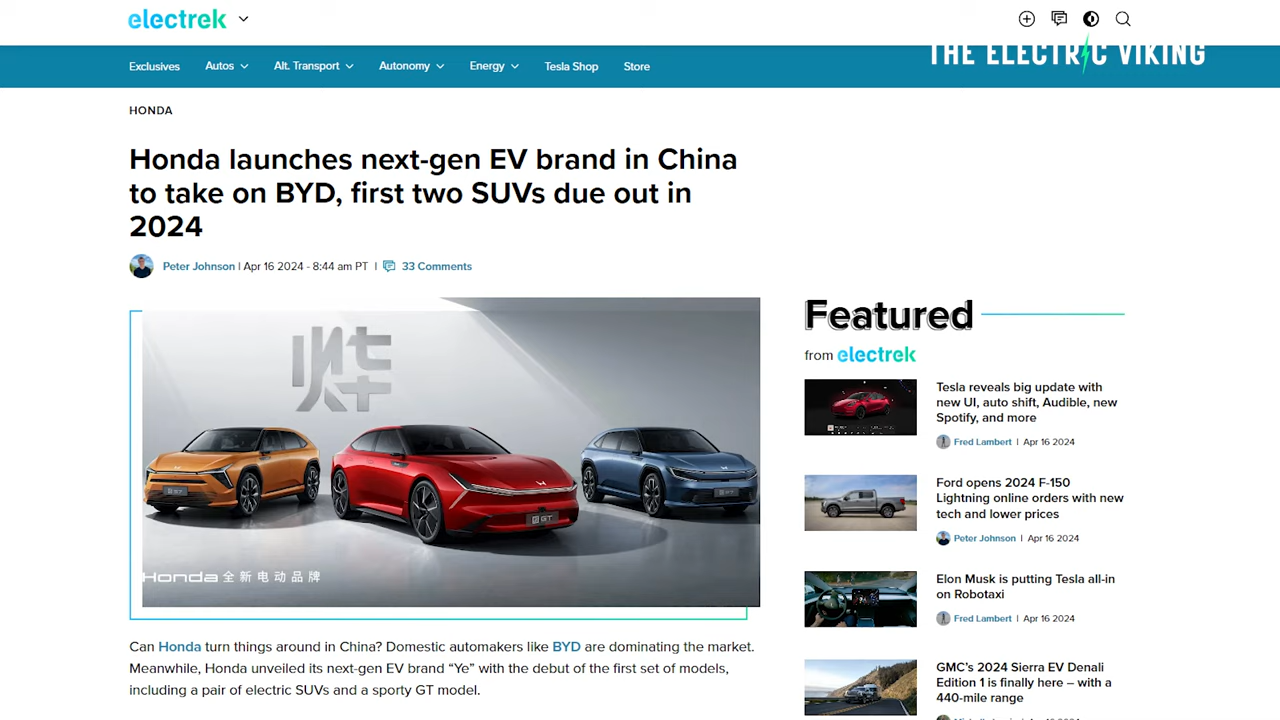 electrek
THE ELECTRIC VIKING
Exclusives Autos Alt. Transport Autonomy Energy Tesla Shop Store
HONDA
Honda launches next-gen EV brand in China
to take on BYD, first two SUVs due out in
2024
Peter Johnson | Apr 16 2024 - 8:44 am PT | 33 Comments
烨
GT
Honda 全新电动品牌
Can Honda turn things around in China? Domestic automakers like BYD are dominating the market.
Meanwhile, Honda unveiled its next-gen EV brand “Ye” with the debut of the first set of models,
including a pair of electric SUVs and a sporty GT model.
Featured
from electrek
Tesla reveals big update with
new UI, auto shift, Audible, new
Spotify, and more
Fred Lambert | Apr 16 2024
Ford opens 2024 F-150
Lightning online orders with new
tech and lower prices
Peter Johnson | Apr 16 2024
Elon Musk is putting Tesla all-in
on Robotaxi
Fred Lambert | Apr 16 2024
GMC’s 2024 Sierra EV Denali
Edition 1 is finally here – with a
440-mile range